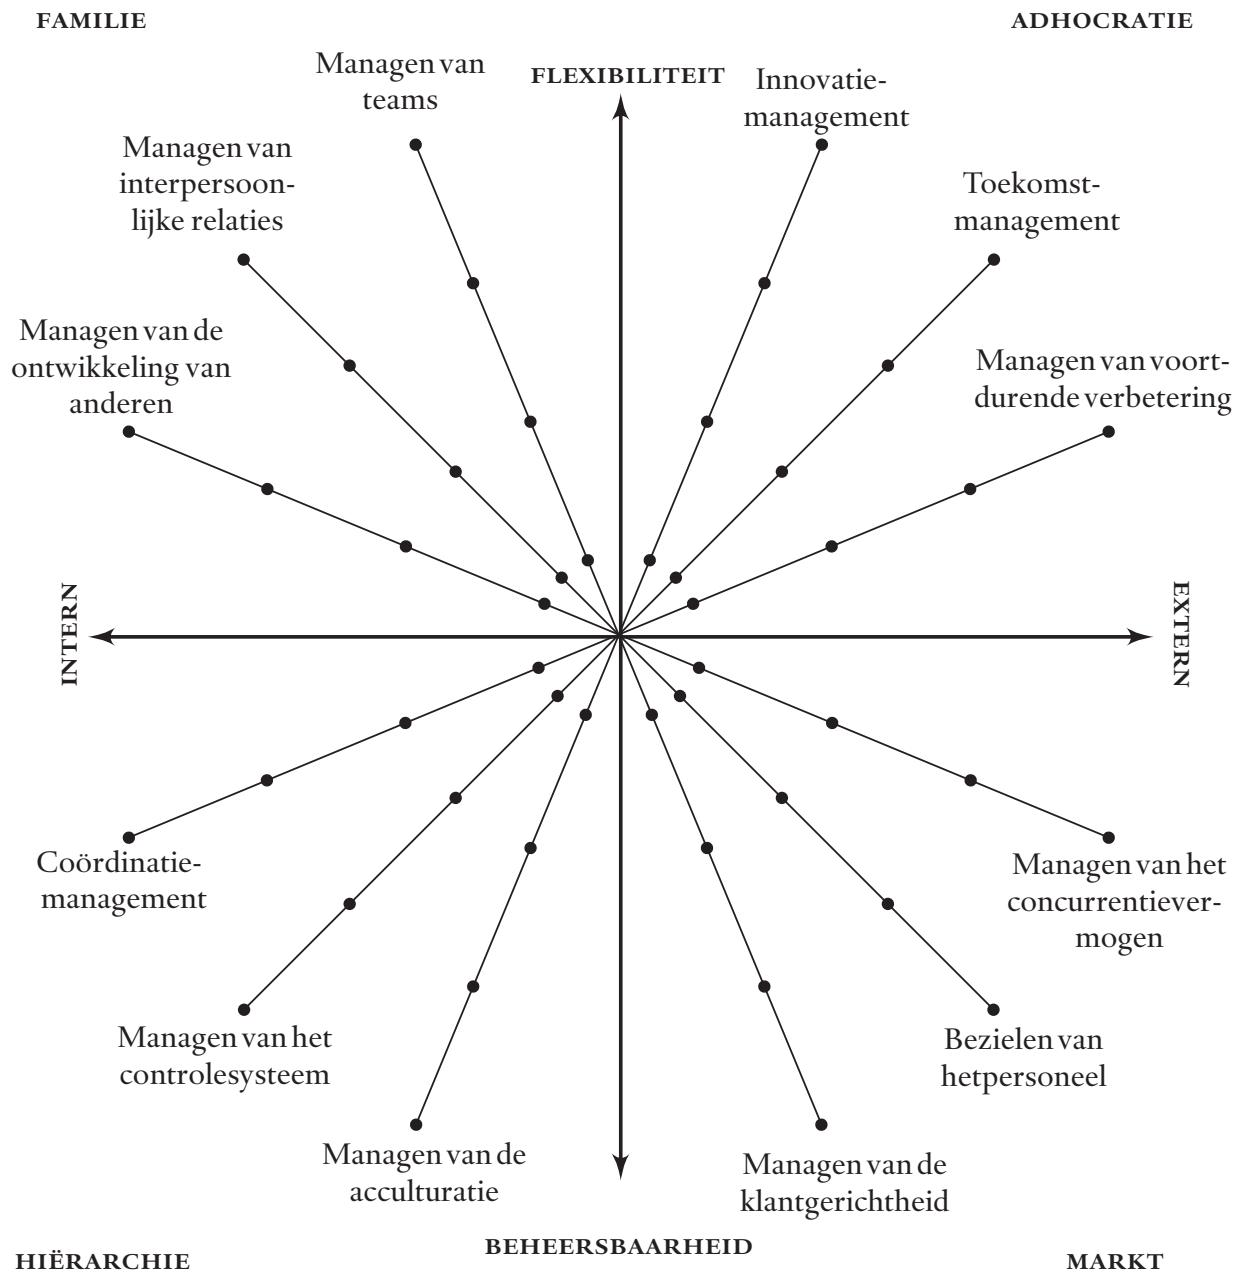 FAMILIE
ADHOCRATIE
Managen van
teams
FLEXIBILITEIT
Innovatie-
management
Managen van
interpersoon-
lijke relaties
Toekomst-
management
Managen van de
ontwikkeling van
anderen
Managen van voort-
durende verbetering
INTERN
EXTERN
Coördinatie-
management
Managen van het
concurrentiever-
mogen
Managen van het
controlesysteem
Bezielen van
hetpersoneel
Managen van de
acculturatie
Managen van de
klantgerichtheid
HIËRARCHIE
BEHEERSBAARHEID
MARKT